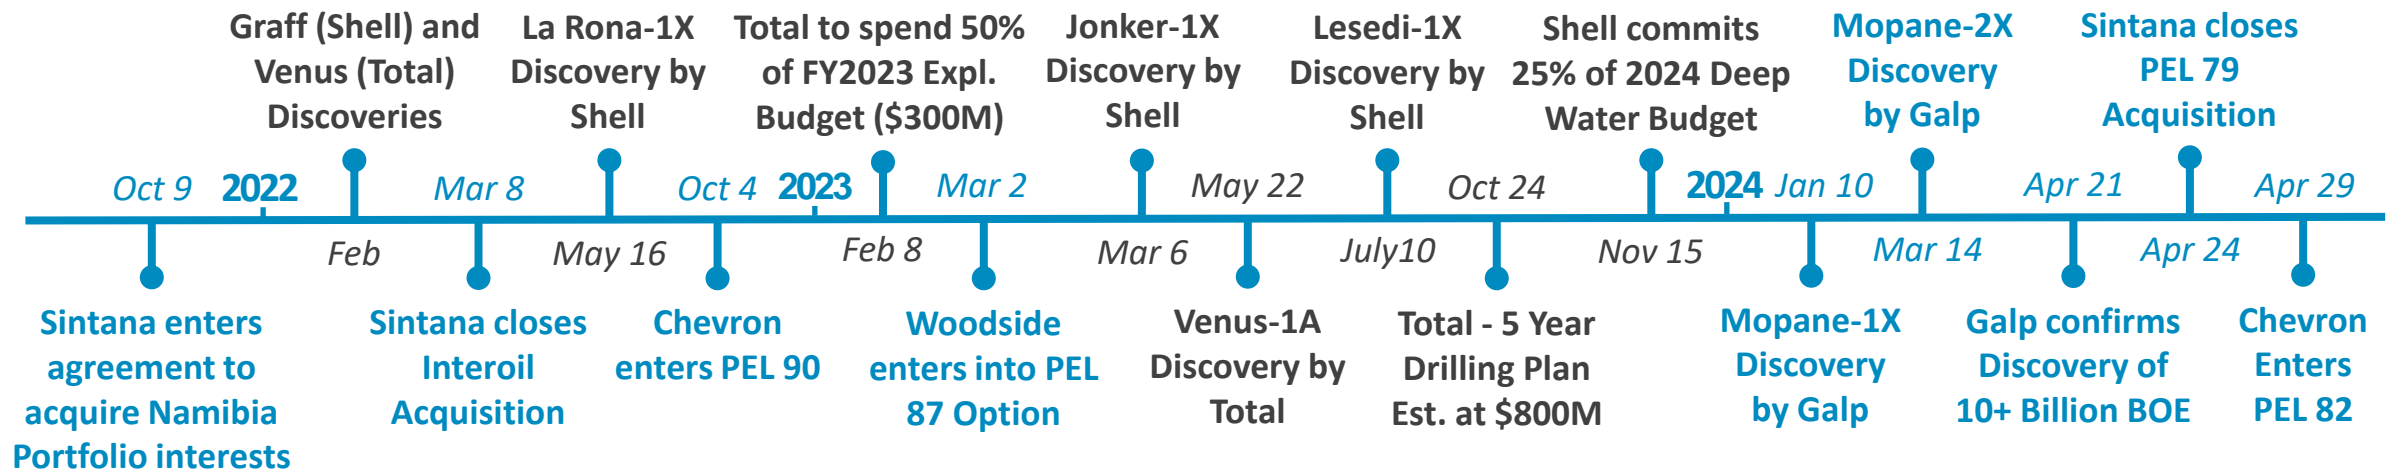 Graff (Shell) and
Venus (Total)
Discoveries
La Rona-1X
Discovery by
Shell
Total to spend 50%
of FY2023 Expl.
Budget ($300M)
Jonker-1X
Discovery by
Shell
Lesedi-1X
Discovery by
Shell
Shell commits
25% of 2024 Deep
Water Budget
Mopane-2X
Discovery
by Galp
Sintana closes
PEL 79
Acquisition
Oct 9
2022
Mar 8
Oct 4
2023
Mar 2
May 22
Oct 24
2024
Jan 10
Apr 21
Apr 29
Feb
May 16
Feb 8
Mar 6
July10
Nov 15
Mar 14
Apr 24
Sintana enters
agreement to
acquire Namibia
Portfolio interests
Sintana closes
Interoil
Acquisition
Chevron
enters PEL 90
Woodside
enters into PEL
87 Option
Venus-1A
Discovery by
Total
Total - 5 Year
Drilling Plan
Est. at $800M
Mopane-1X
Discovery
by Galp
Galp confirms
Discovery of
10+ Billion BOE
Chevron
Enters
PEL 82